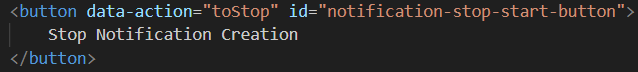 <button data-action="toStop" id="notification-stop-start-button">
Stop Notification Creation
</button>